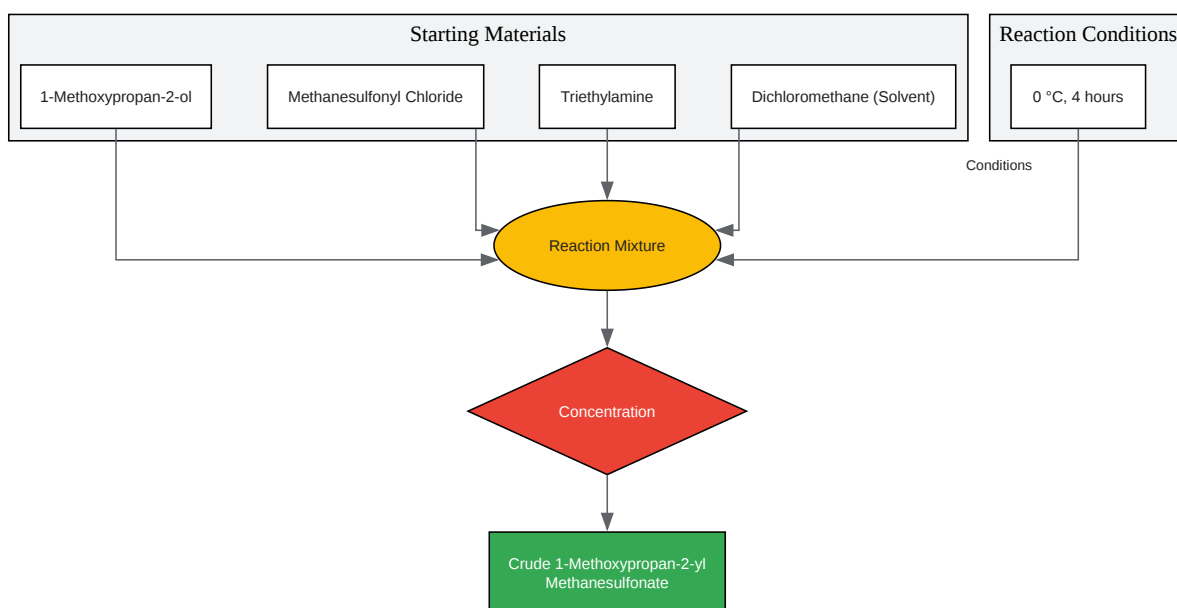 Starting Materials
Reaction Conditions
1-Methoxypropan-2-ol
Methanesulfonyl Chloride
Triethylamine
Dichloromethane (Solvent)
0 °C, 4 hours
Conditions
Reaction Mixture
Concentration
Crude 1-Methoxypropan-2-yl
Methanesulfonate